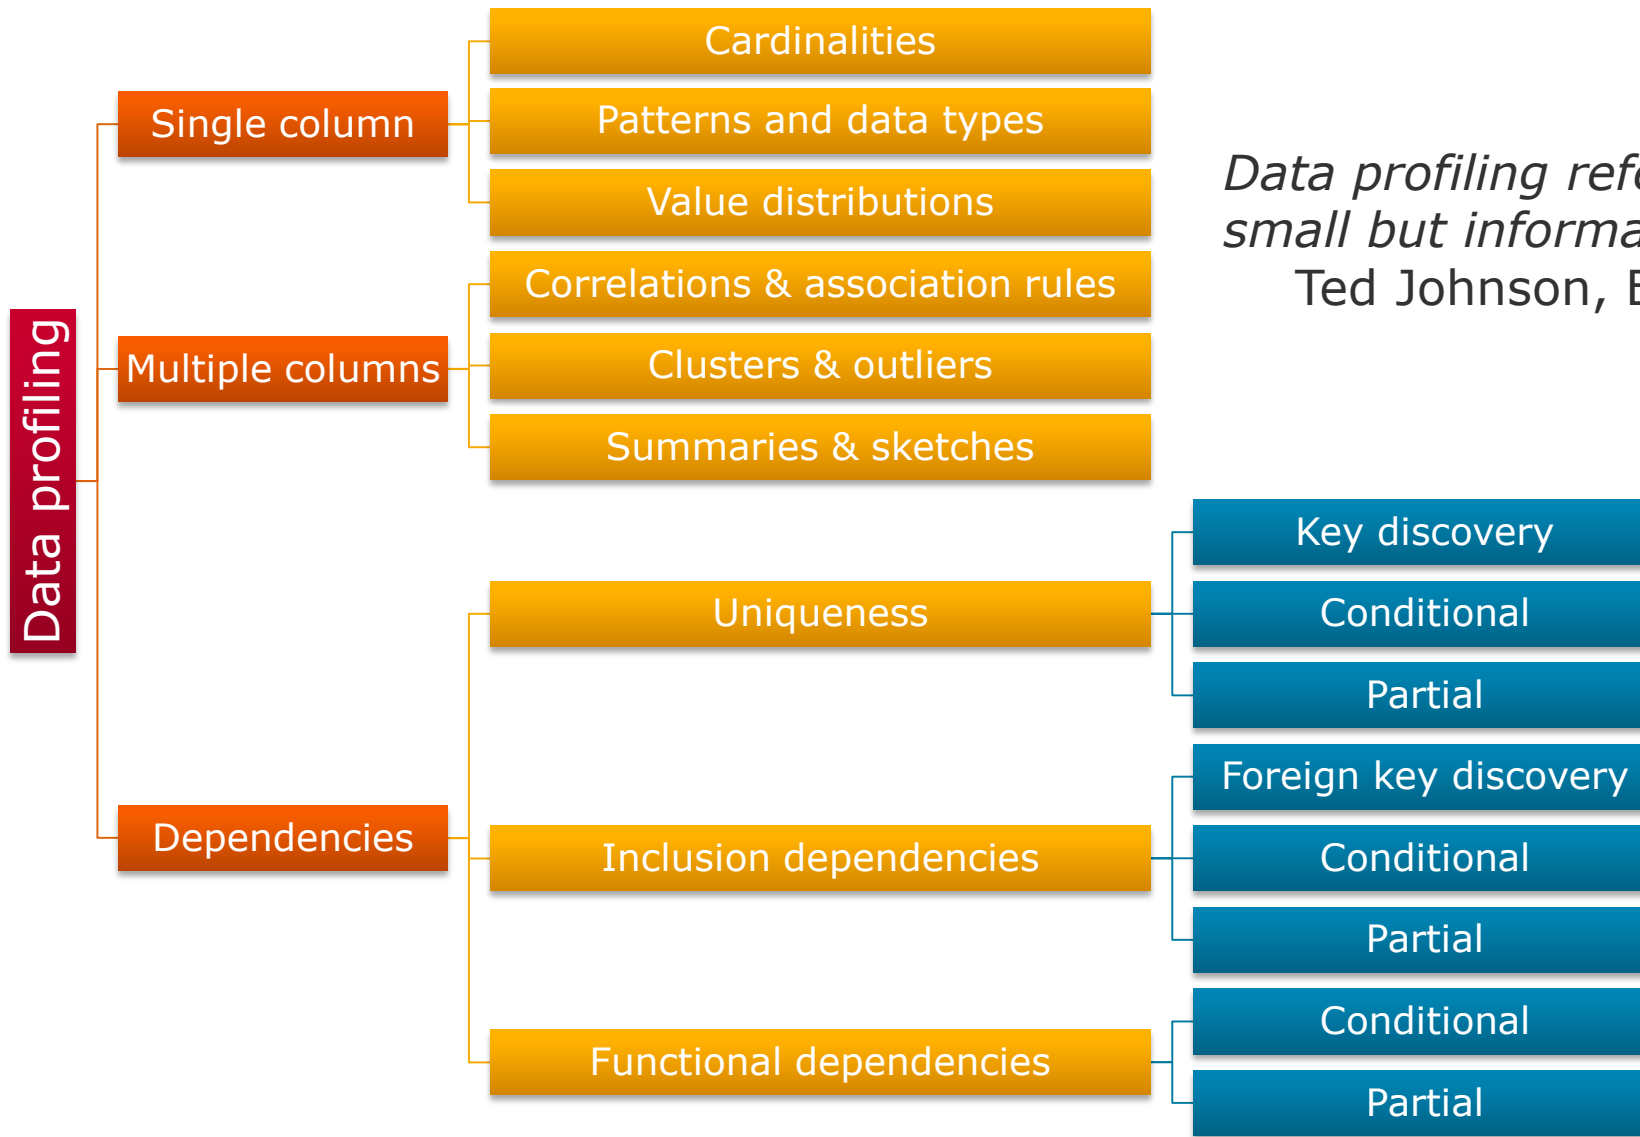 Data profiling
Single column
Cardinalities
Patterns and data types
Value distributions
Multiple columns
Correlations & association rules
Clusters & outliers
Summaries & sketches
Dependencies
Uniqueness
Key discovery
Conditional
Partial
Inclusion dependencies
Foreign key discovery
Conditional
Partial
Functional dependencies
Conditional
Partial
Data profiling
small but
Ted Johnson,